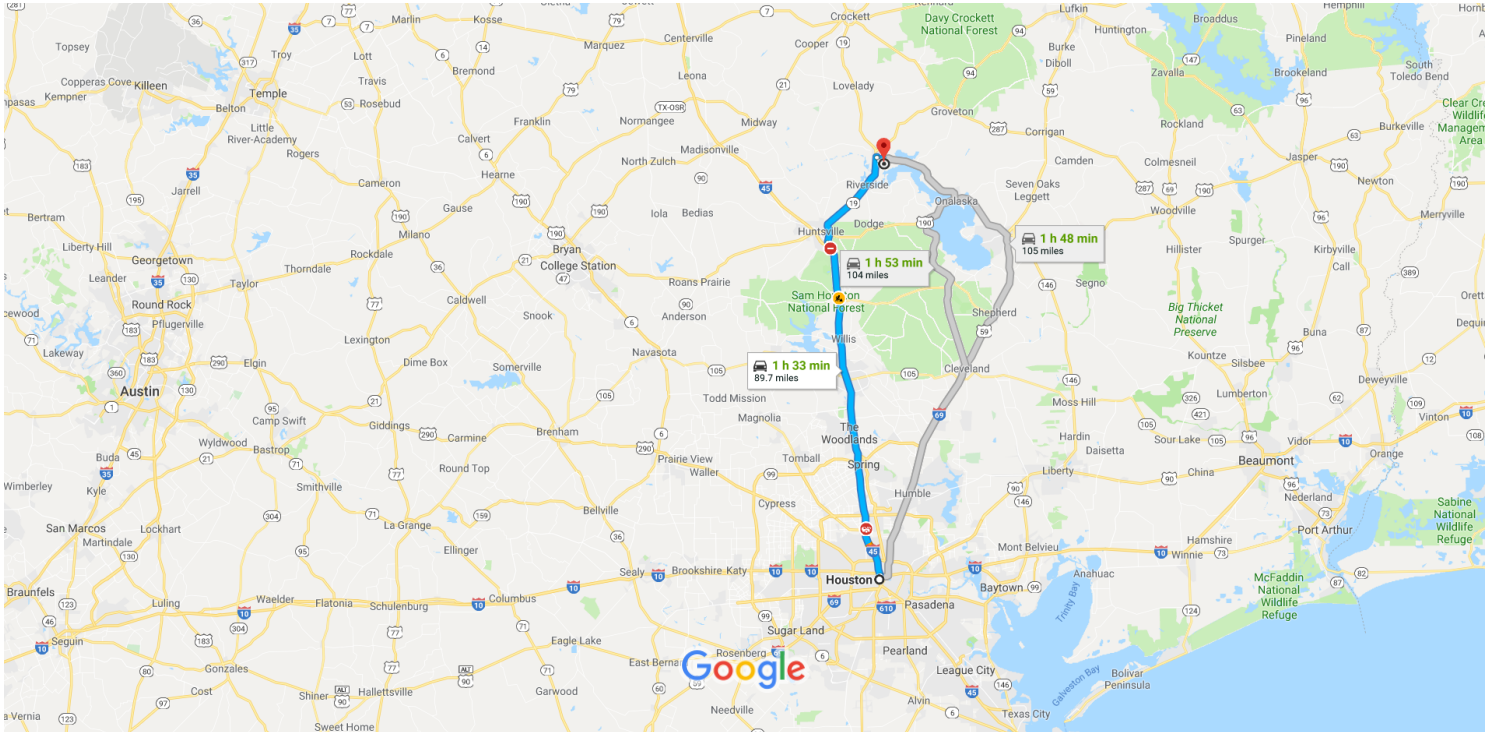 Marlin
Kosse
Marquez
Centerville
Crockett
Davy Crockett
National Forest
Lufkin
Huntington
Broaddus
Pineland
Hemphill
Topsey
Troy
Lott
Bremond
Leona
Cooper
Burke
Diboll
Zavalla
Brookeland
South
Toledo Bend
Copperas Cove
Killeen
Kempner
Temple
Travis
Rosebud
Belton
Little
River-Academy
Rogers
Calvert
Franklin
TX-OSR
Normangee
Midway
Lovelady
Groveton
Corrigan
Rockland
Burkeville
Hearne
North Zulch
Madisonville
Camden
Colmesneil
Jasper
Newton
Jarrell
Cameron
Gause
Iola
Bedias
Riverside
Onalaska
Seven Oaks
Leggett
Woodville
Merryville
Bertram
Liberty Hill
Milano
Bryan
College Station
Huntsville
Dodge
Hillister
Spurger
Kirbyville
Call
Leander
Georgetown
Rockdale
Thorndale
Taylor
Roans Prairie
Anderson
1 h 53 min
104 miles
1 h 48 min
105 miles
Segno
Round Rock
Pflugerville
Caldwell
Snook
Sam Houston
National Forest
Shepherd
Big Thicket
National
Preserve
Buna
Lakeway
Elgin
Lexington
Dime Box
Somerville
Navasota
Willis
Cleveland
Kountze
Silsbee
Deweyville
Austin
1 h 33 min
89.7 miles
Todd Mission
Magnolia
Moss Hill
Lumberton
Vinton
Camp Swift
Giddings
Carmine
Brenham
The
Woodlands
Hardin
Daisetta
Sour Lake
Vidor
Orange
Buda
Wyldwood
Bastrop
Round Top
Prairie View
Waller
Tomball
Spring
Liberty
China
Beaumont
Wimberley
Kyle
Smithville
Cypress
Humble
Nederland
Port Arthur
Sabine
National
Wildlife
Refuge
San Marcos
Martindale
Lockhart
La Grange
Ellinger
Bellville
Mont Belvieu
Hamshire
Winnie
Braunfels
Luling
Waelder
Flatonia
Schulenburg
Columbus
Sealy
Brookshire
Katy
Houston
Baytown
Anahuac
Trinity Bay
McFaddin
National
Wildlife
Refuge
Seguin
Pasadena
Eagle Lake
Sugar Land
Rosenberg
Pearland
Gonzales
Cost
Shiner
Hallettsville
Garwood
Google
League City
Galveston Bay
Bolivar
Peninsula
Needville
Alvin
Texas City
Sweet Home